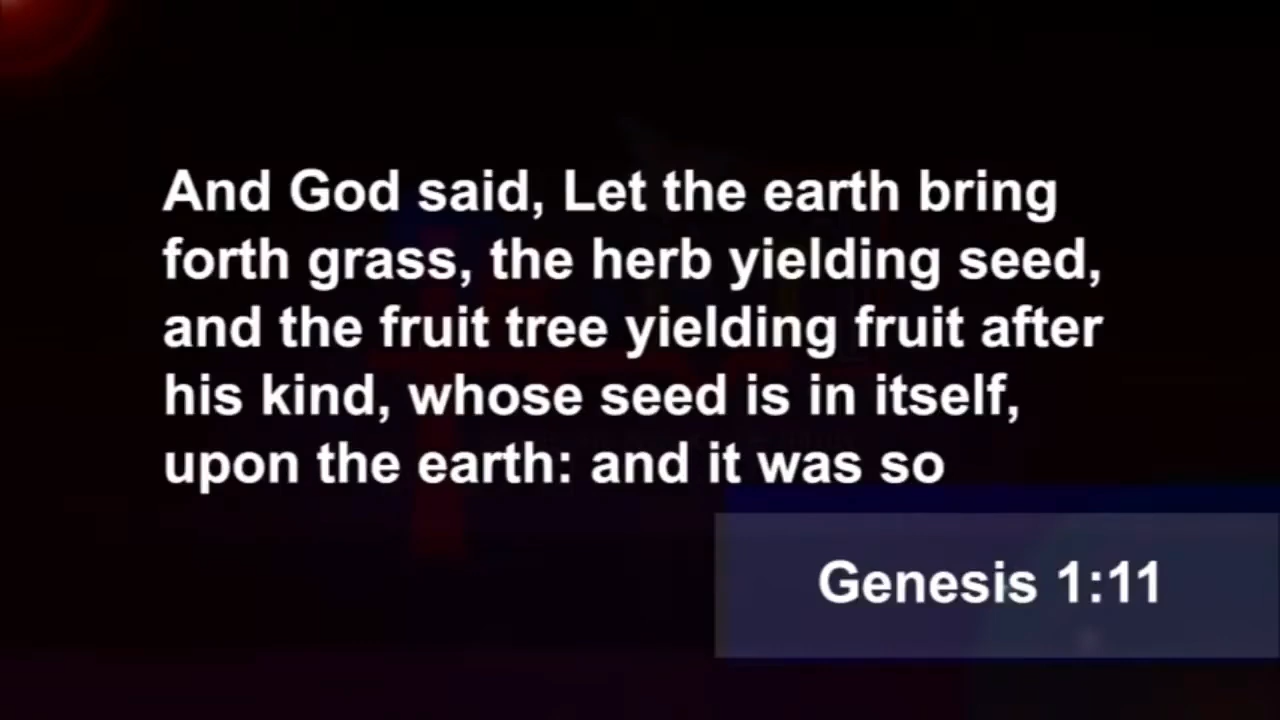 And God said, Let the earth bring
forth grass, the herb yielding seed,
and the fruit tree yielding fruit after
his kind, whose seed is in itself,
upon the earth: and it was so
Genesis 1:11